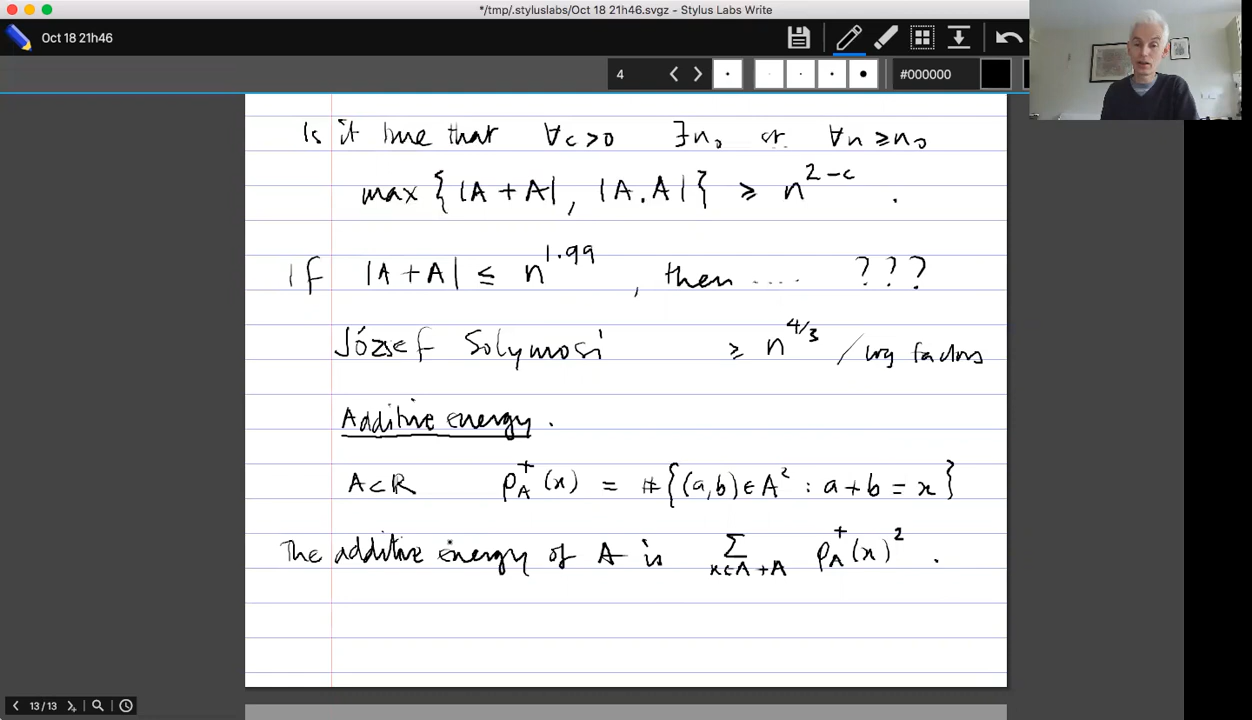 */tmp/.styluslabs/Oct 18 21h46.svgz - Stylus Labs Write
Oct 18 21h46
4
#000000
Is it true that ∀c>0 ∃n₀ st ∀n ≥ n₀
max {|A + A|, |A.A|} ≥ n^{2-c} .
If |A + A| ≤ n^{1.99}, then .... ???
József Solymosi ≥ n^{4/3} / log factors
Additive energy.
A⊂ℝ ρ_A^+(x) = #{(a,b) ∈ A² : a+b = x}
The additive energy of A is ∑_{x∈A+A} ρ_A^+(x)² .
13/13